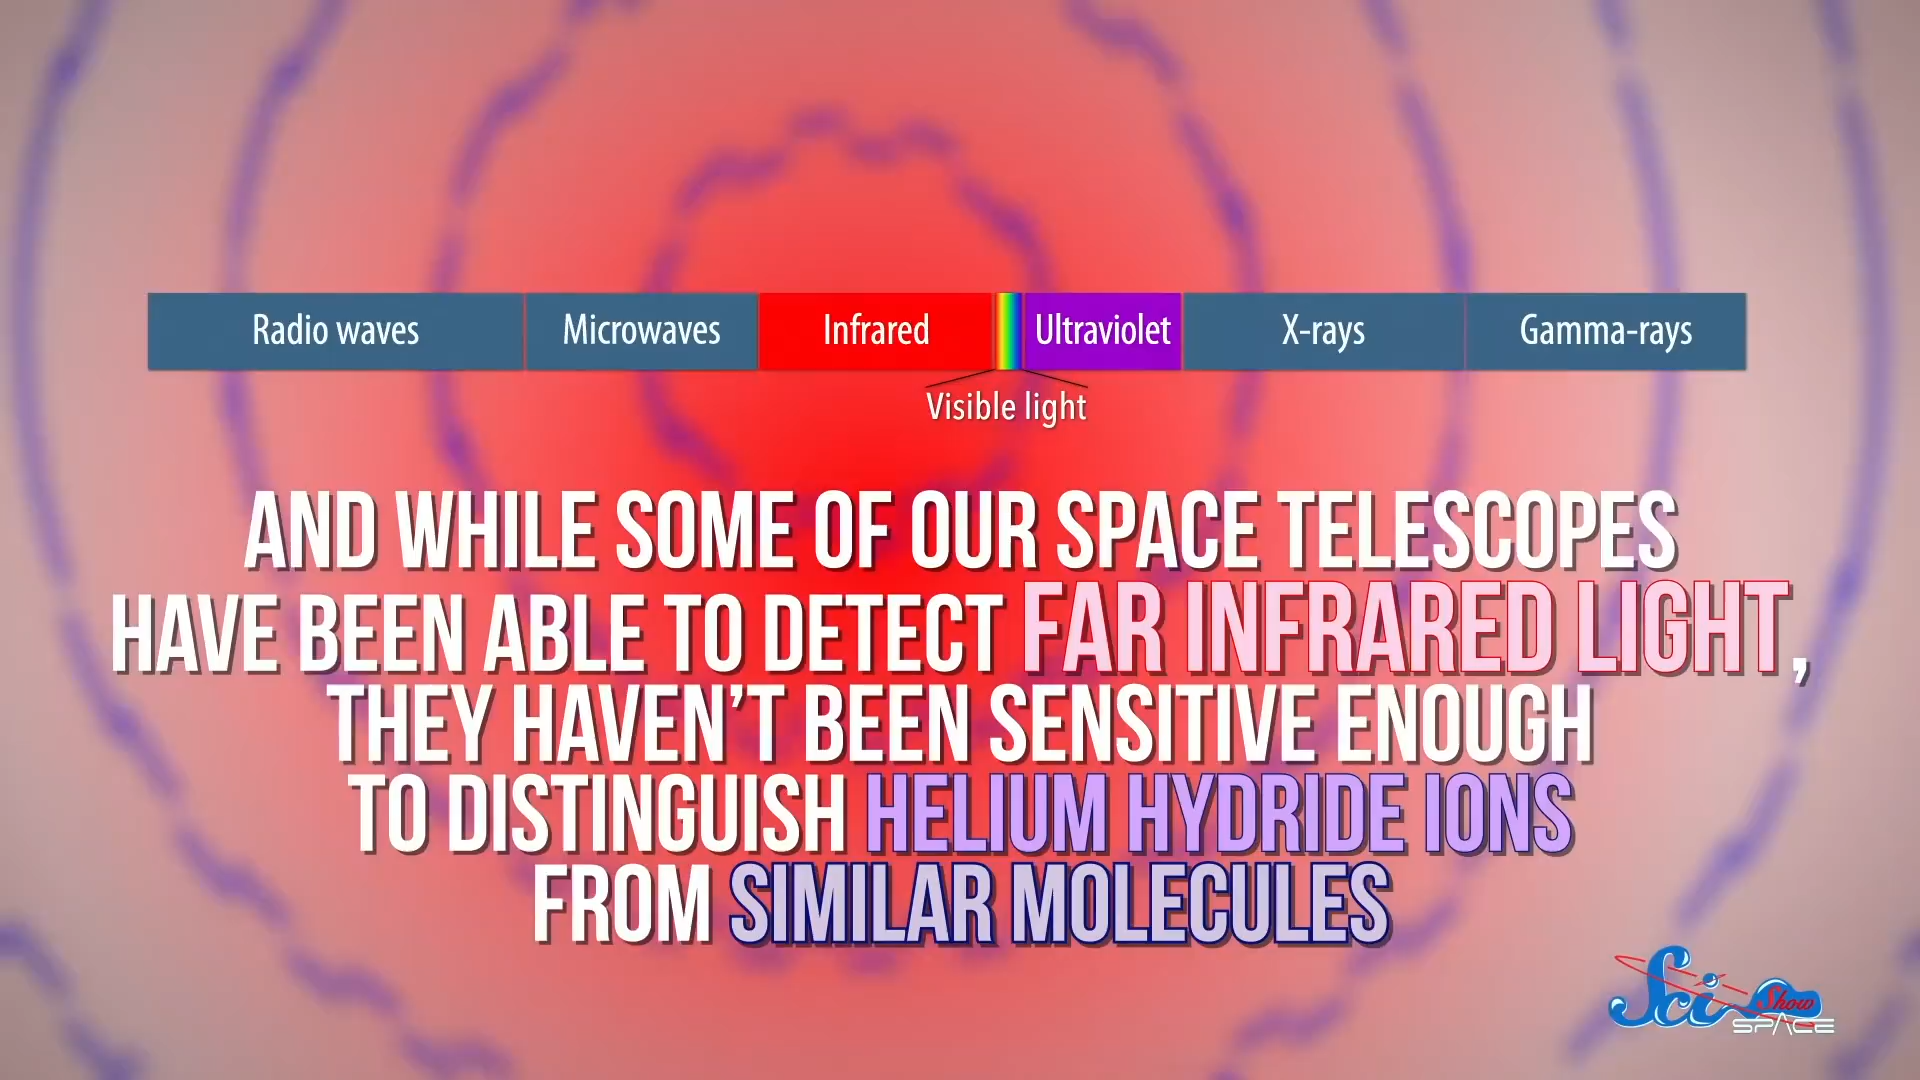 Radio waves Microwaves Infrared Ultraviolet X-rays Gamma-rays
Visible light
AND WHILE SOME OF OUR SPACE TELESCOPES
HAVE BEEN ABLE TO DETECT FAR INFRARED LIGHT,
THEY HAVEN'T BEEN SENSITIVE ENOUGH
TO DISTINGUISH HELIUM HYDRIDE IONS
FROM SIMILAR MOLECULES
Sci Show
SPACE